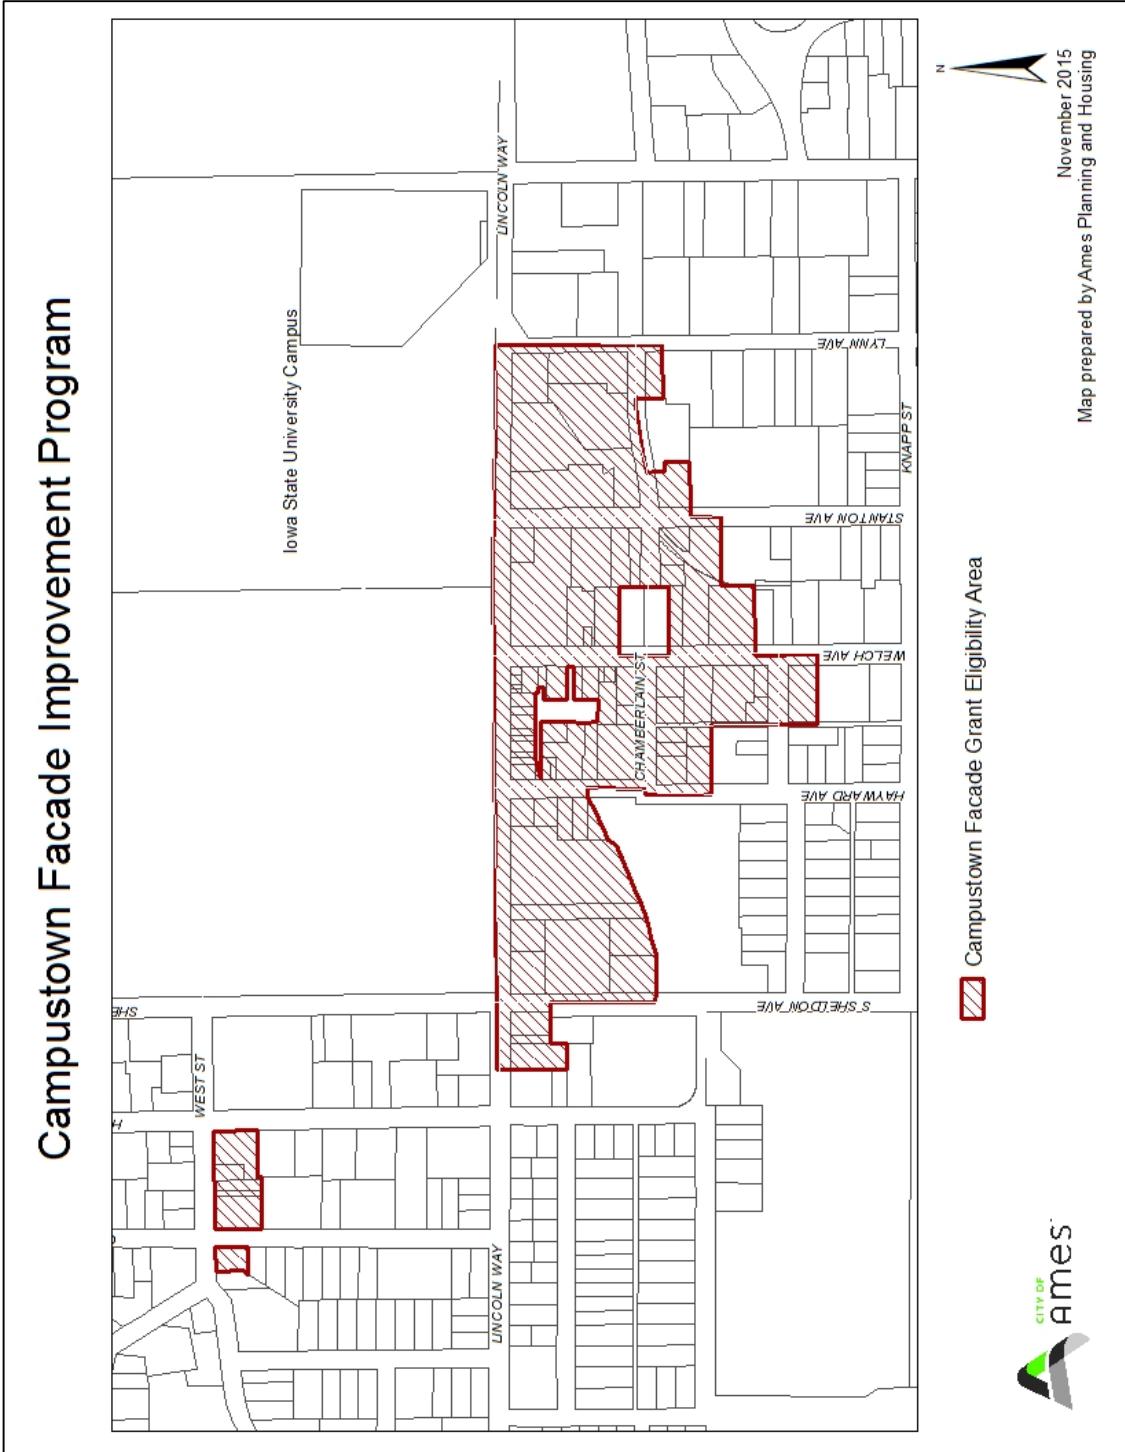 Campustown Facade Improvement Program
Iowa State University Campus
SHE
H
WEST ST
LINCOLN WAY
LINCOLN WAY
CHAMBERLAIN ST
S SHELDON AVE
HAYWARD AVE
WELCH AVE
STANTON AVE
LYNN AVE
KNAPP ST
N
Campustown Facade Grant Eligibility Area
CITY OF
Ames
November 2015
Map prepared by Ames Planning and Housing